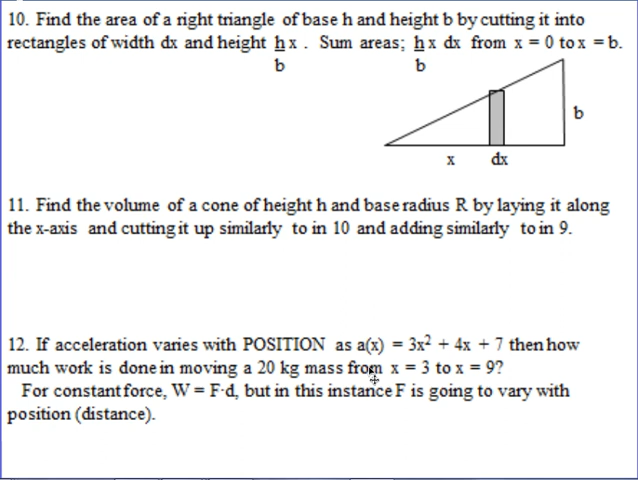 10. Find the area of a right triangle of base h and height b by cutting it into
rectangles of width dx and height h x . Sum areas; h x dx from x = 0 to x = b.
b b
b
x dx
11. Find the volume of a cone of height h and base radius R by laying it along
the x-axis and cutting it up similarly to in 10 and adding similarly to in 9.
12. If acceleration varies with POSITION as a(x) = 3x² + 4x + 7 then how
much work is done in moving a 20 kg mass from x = 3 to x = 9?
For constant force, W = F·d, but in this instance F is going to vary with
position (distance).